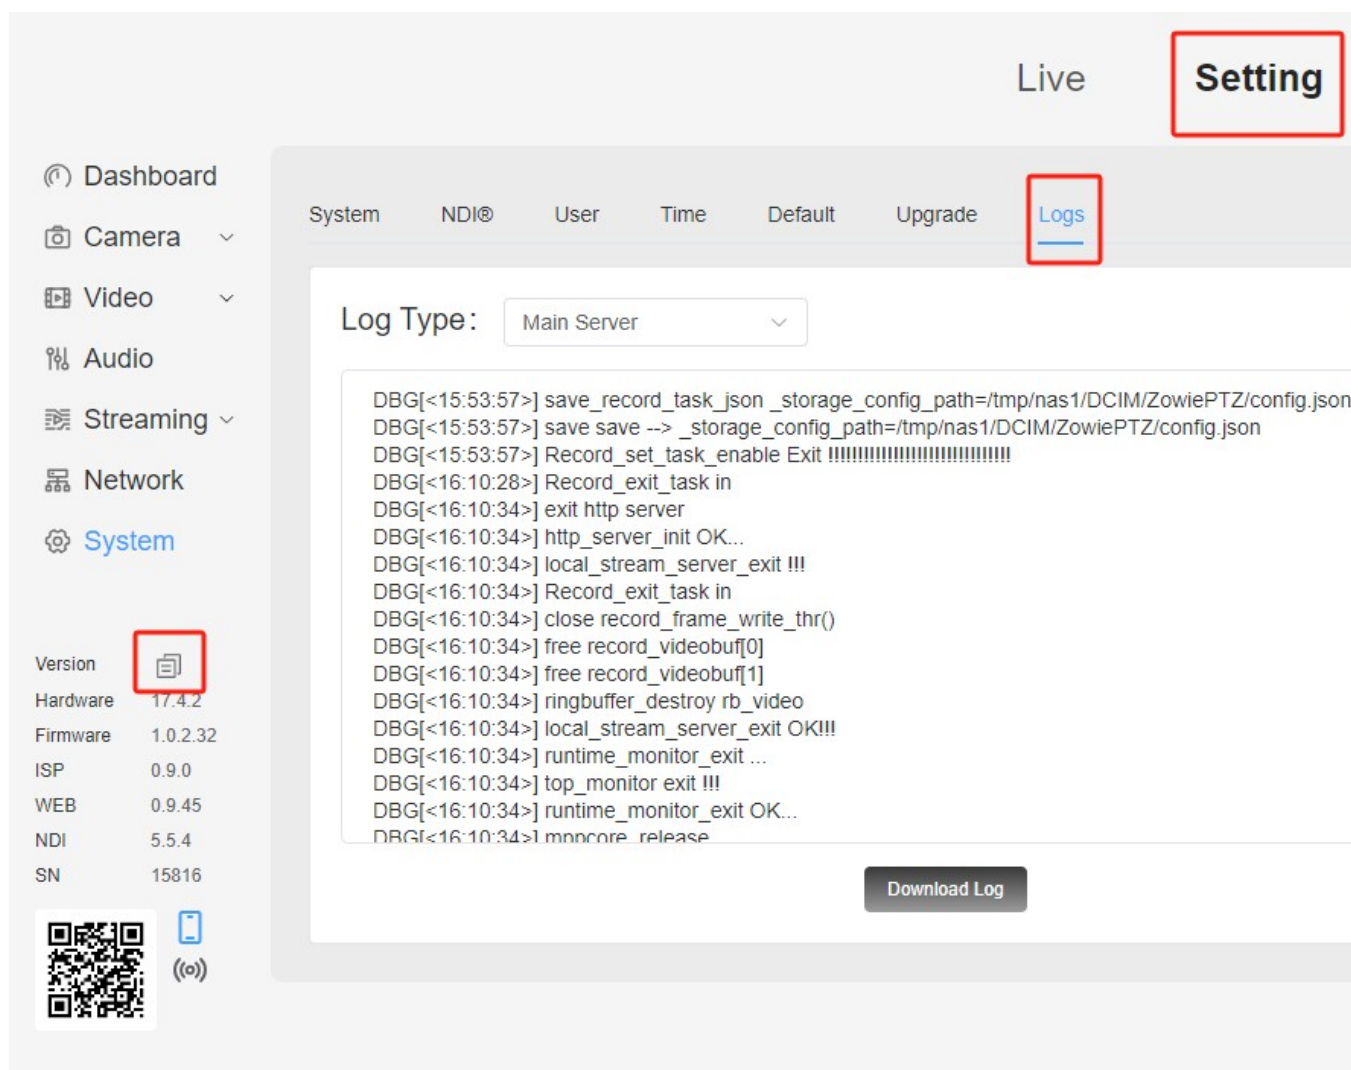 Live Setting
Dashboard
Camera
Video
Audio
Streaming
Network
System
Version
Hardware 17.4.2
Firmware 1.0.2.32
ISP 0.9.0
WEB 0.9.45
NDI 5.5.4
SN 15816
System NDI® User Time Default Upgrade Logs
Log Type: Main Server
DBG[<15:53:57>] save_record_task_json _storage_config_path=/tmp/nas1/DCIM/ZowiePTZ/config.json
DBG[<15:53:57>] save save --> _storage_config_path=/tmp/nas1/DCIM/ZowiePTZ/config.json
DBG[<15:53:57>] Record_set_task_enable Exit !!!!!!!!!!!!!!!!!!!!!!!!!!!!!!!
DBG[<16:10:28>] Record_exit_task in
DBG[<16:10:34>] exit http server
DBG[<16:10:34>] http_server_init OK...
DBG[<16:10:34>] local_stream_server_exit !!!
DBG[<16:10:34>] Record_exit_task in
DBG[<16:10:34>] close record_frame_write_thr()
DBG[<16:10:34>] free record_videobuf[0]
DBG[<16:10:34>] free record_videobuf[1]
DBG[<16:10:34>] ringbuffer_destroy rb_video
DBG[<16:10:34>] local_stream_server_exit OK!!!
DBG[<16:10:34>] runtime_monitor_exit ...
DBG[<16:10:34>] top_monitor exit !!!
DBG[<16:10:34>] runtime_monitor_exit OK...
DBG[<16:10:34>] mppcore_release
Download Log